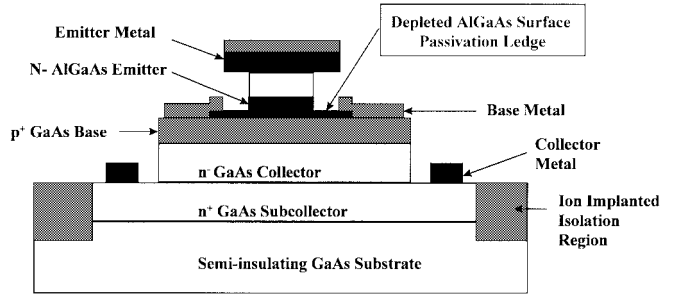 Emitter Metal
Depleted AlGaAs Surface
Passivation Ledge
N- AlGaAs Emitter
Base Metal
p+ GaAs Base
Collector
Metal
n- GaAs Collector
n+ GaAs Subcollector
Ion Implanted
Isolation
Region
Semi-insulating GaAs Substrate